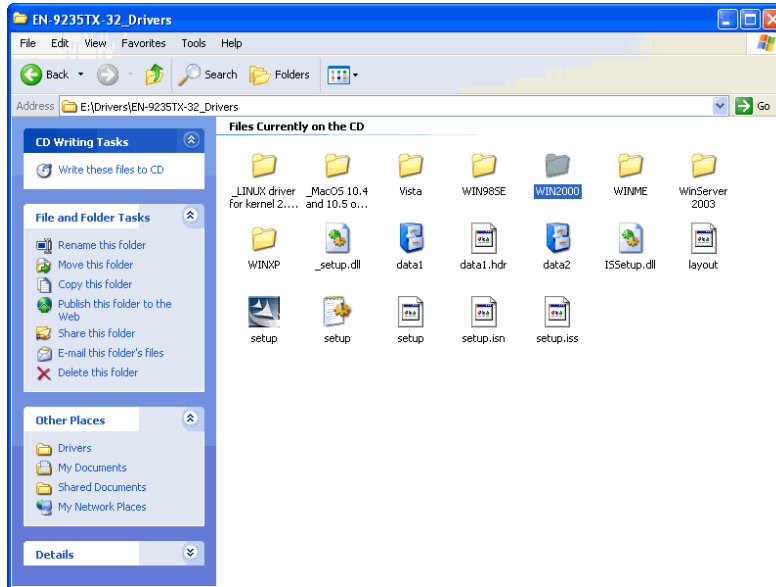 EN-9235TX-32_Drivers
File Edit View Favorites Tools Help
Back Search Folders
Address E:\Drivers\EN-9235TX-32_Drivers Go
CD Writing Tasks
Write these files to CD
File and Folder Tasks
Rename this folder
Move this folder
Copy this folder
Publish this folder to the
Web
Share this folder
E-mail this folder's files
Delete this folder
Other Places
Drivers
My Documents
Shared Documents
My Network Places
Details
Files Currently on the CD
_LINUX driver _MacOS 10.4 Vista WIN98SE WIN2000 WINME WinServer
for kernel 2.... and 10.5 o... 2003
WINXP _setup.dll data1 data1.hdr data2 ISSetup.dll layout
setup setup setup setup.isn setup.iss